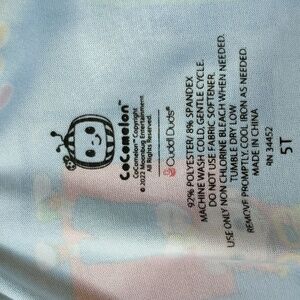 CoComelon™
CoComelon™ Copyright
© 2022 Moonbug Entertainment
All Rights Reserved.
Cuddl Duds®
92% POLYESTER/ 8% SPANDEX
MACHINE WASH COLD, GENTLE CYCLE.
DO NOT USE FABRIC SOFTENER.
USE ONLY NON CHLORINE BLEACH WHEN NEEDED.
TUMBLE DRY LOW
REMOVE PROMPTLY, COOL IRON AS NEEDED.
MADE IN CHINA
RN 34452
5T